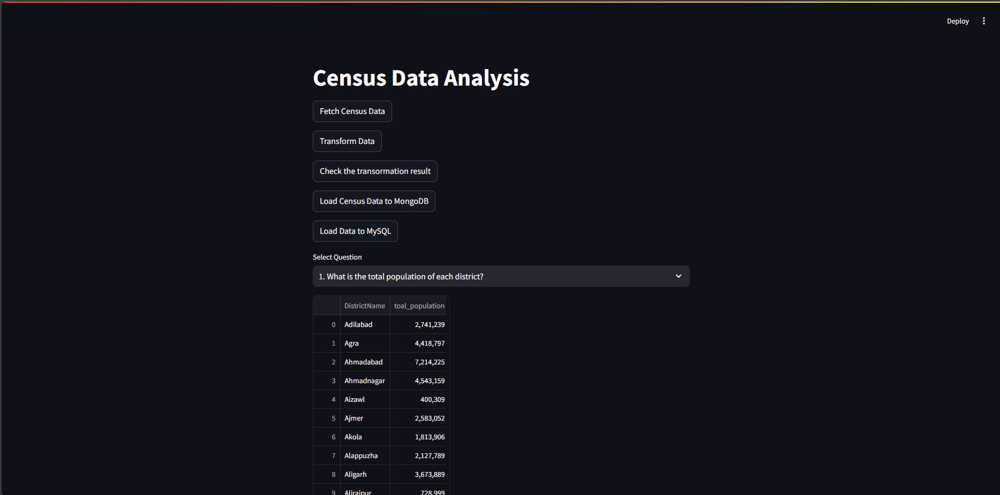 Deploy
Census Data Analysis
Fetch Census Data
Transform Data
Check the transormation result
Load Census Data to MongoDB
Load Data to MySQL
Select Question
1. What is the total population of each district?
DistrictName toal_population
0 Adilabad 2,741,239
1 Agra 4,418,797
2 Ahmadabad 7,214,225
3 Ahmadnagar 4,543,159
4 Aizawl 400,309
5 Ajmer 2,583,052
6 Akola 1,813,906
7 Alappuzha 2,127,789
8 Aligarh 3,673,889
9 Alirajpur 728,999